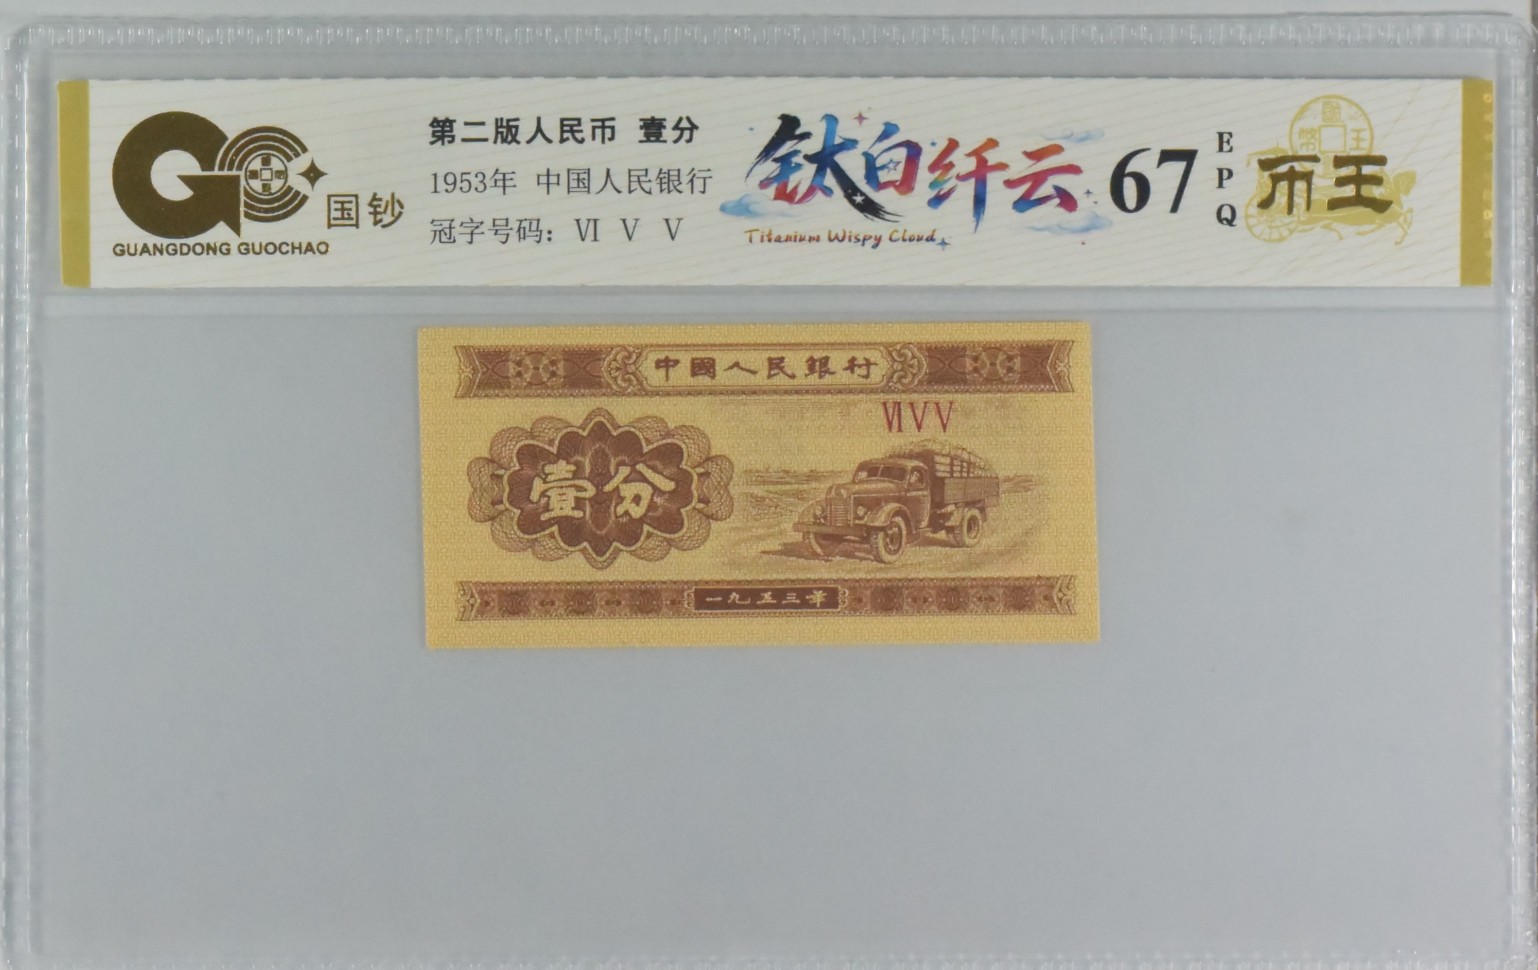 GUANGDONG GUOCHAO
国钞
第二版人民币 壹分
1953年 中国人民银行
冠字号码：Ⅵ Ⅴ Ⅴ
钛白纤云
Titanium Wispy Cloud
67
EPQ
币王
中國人民銀行
ⅥⅤⅤ
壹分
一九五三年